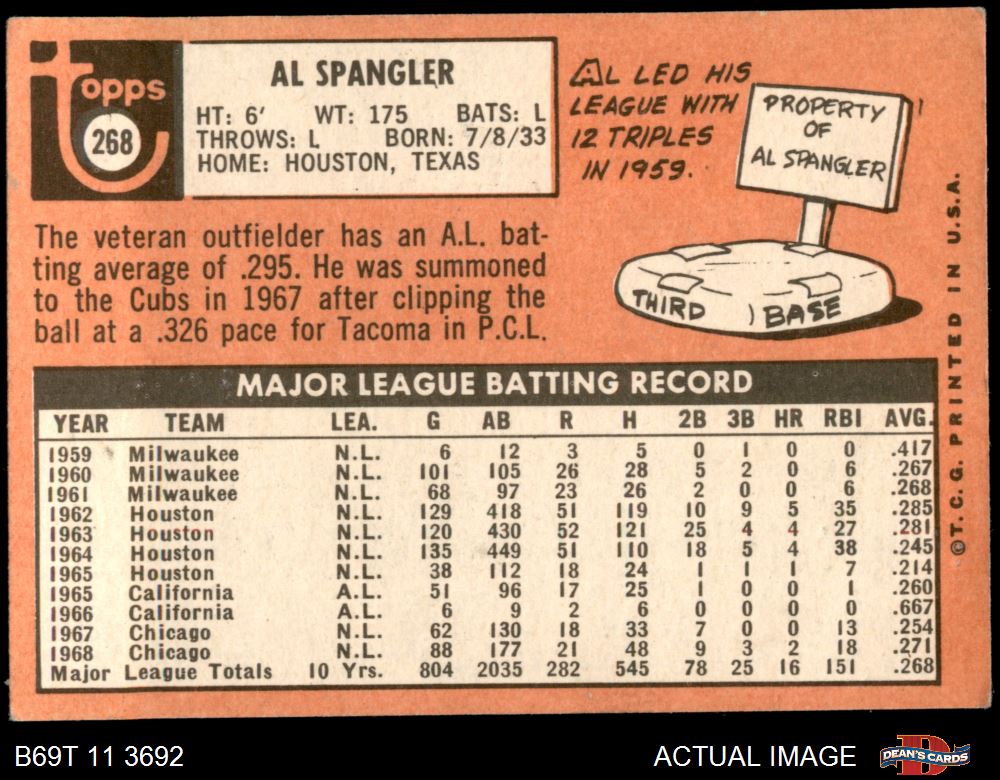 topps
268
AL SPANGLER
HT: 6' WT: 175 BATS: L
THROWS: L BORN: 7/8/33
HOME: HOUSTON, TEXAS
AL LED HIS
LEAGUE WITH
12 TRIPLES
IN 1959.
PROPERTY
OF
AL SPANGLER
THIRD BASE
The veteran outfielder has an A.L. bat-
ting average of .295. He was summoned
to the Cubs in 1967 after clipping the
ball at a .326 pace for Tacoma in P.C.L.
MAJOR LEAGUE BATTING RECORD
YEAR TEAM LEA. G AB R H 2B 3B HR RBI AVG.
1959 Milwaukee N.L. 6 12 3 5 0 1 0 0 .417
1960 Milwaukee N.L. 101 105 26 28 5 2 0 6 .267
1961 Milwaukee N.L. 68 97 23 26 2 0 0 6 .268
1962 Houston N.L. 129 418 51 119 10 9 5 35 .285
1963 Houston N.L. 120 430 52 121 25 4 4 27 .281
1964 Houston N.L. 135 449 51 110 18 5 4 38 .245
1965 Houston N.L. 38 112 18 24 1 1 1 7 .214
1965 California A.L. 51 96 17 25 1 0 0 1 .260
1966 California A.L. 6 9 2 6 0 0 0 0 .667
1967 Chicago N.L. 62 130 18 33 7 0 0 13 .254
1968 Chicago N.L. 88 177 21 48 9 3 2 18 .271
Major League Totals 10 Yrs. 804 2035 282 545 78 25 16 151 .268
©T.C.G. PRINTED IN U.S.A.
B69T 11 3692
ACTUAL IMAGE
DEAN'S CARDS